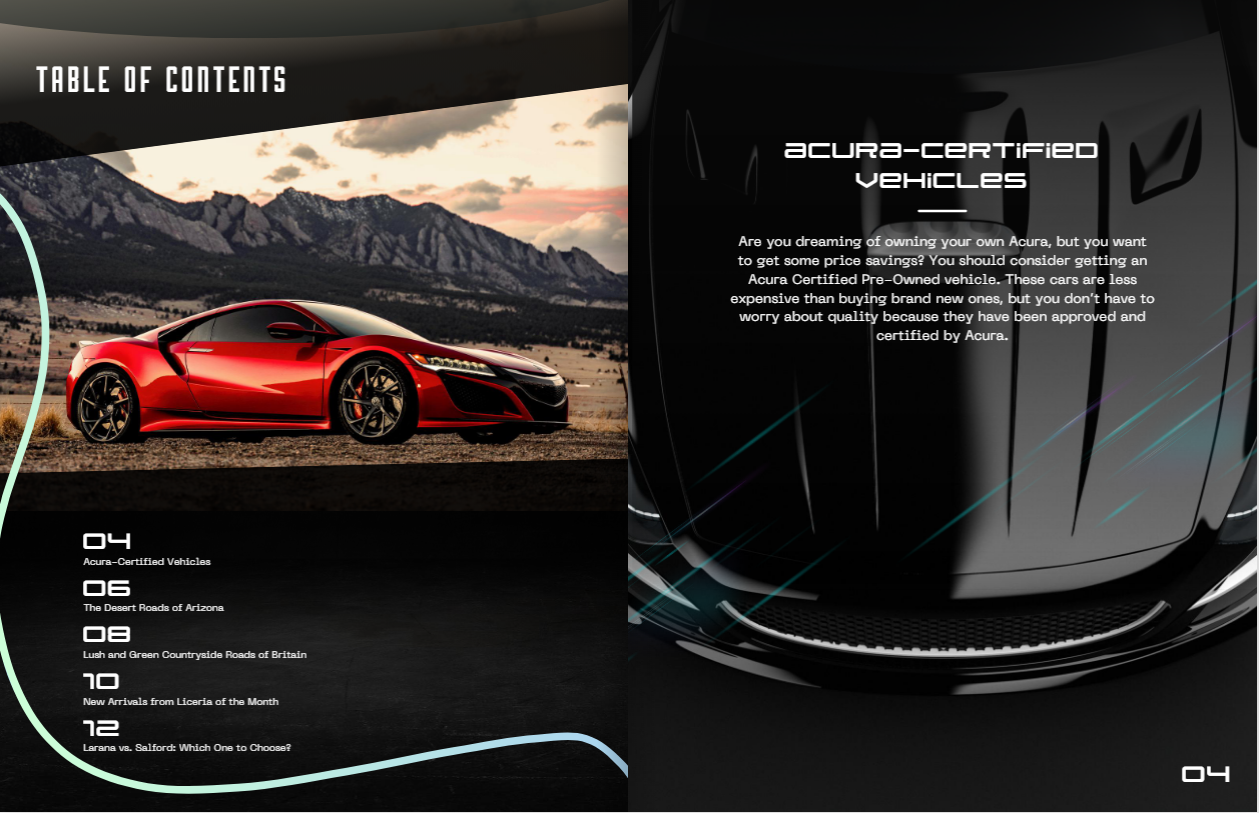 TABLE OF CONTENTS
04
Acura-Certified Vehicles
06
The Desert Roads of Arizona
08
Lush and Green Countryside Roads of Britain
10
New Arrivals from Liceria of the Month
12
Larana vs. Salford: Which One to Choose?
acura-certified
vehicles
Are you dreaming of owning your own Acura, but you want
to get some price savings? You should consider getting an
Acura Certified Pre-Owned vehicle. These cars are less
expensive than buying brand new ones, but you don't have to
worry about quality because they have been approved and
certified by Acura.
04